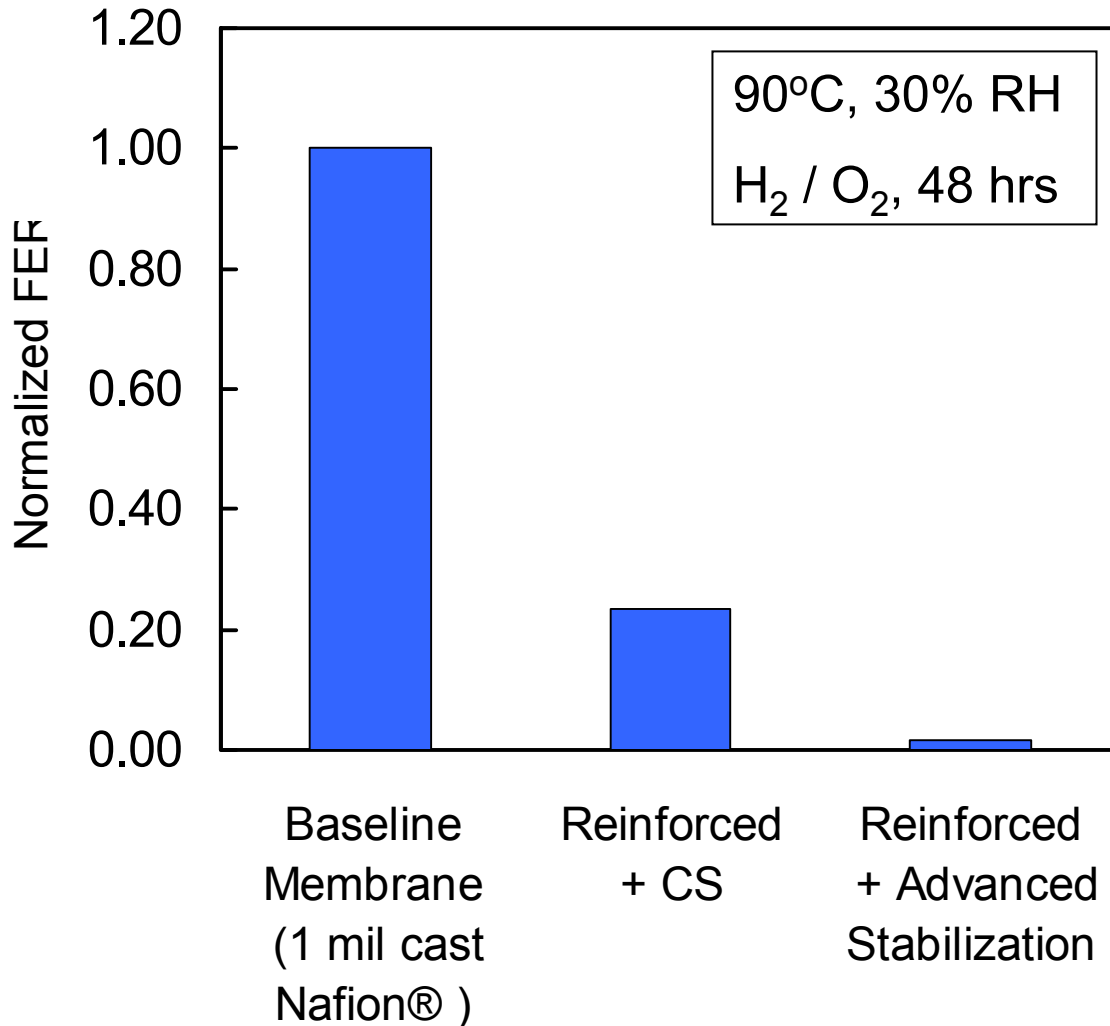 1.20
1.00
0.80
0.60
0.40
0.20
0.00
Normalized FER
90°C, 30% RH
H₂ / O₂, 48 hrs
Baseline
Membrane
(1 mil cast
Nafion® )
Reinforced
+ CS
Reinforced
+ Advanced
Stabilization